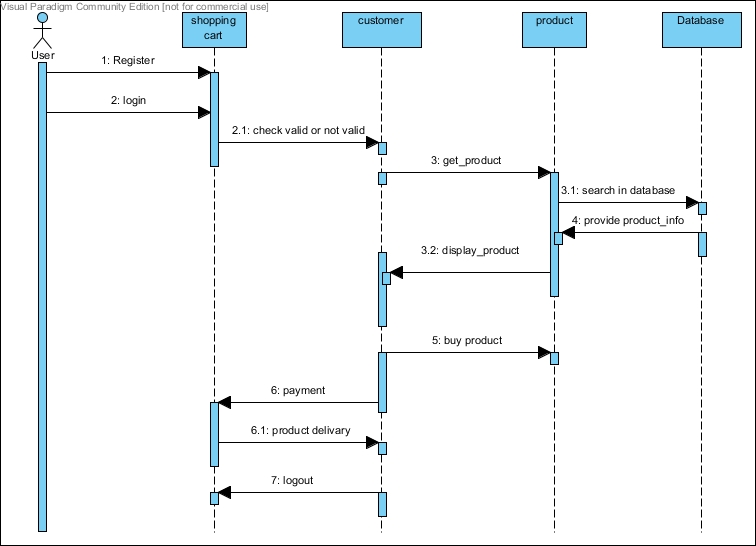 Visual Paradigm Community Edition [not for commercial use]
User
shopping
cart
customer
product
Database
1: Register
2: login
2.1: check valid or not valid
3: get_product
3.1: search in database
4: provide product_info
3.2: display_product
5: buy product
6: payment
6.1: product delivary
7: logout